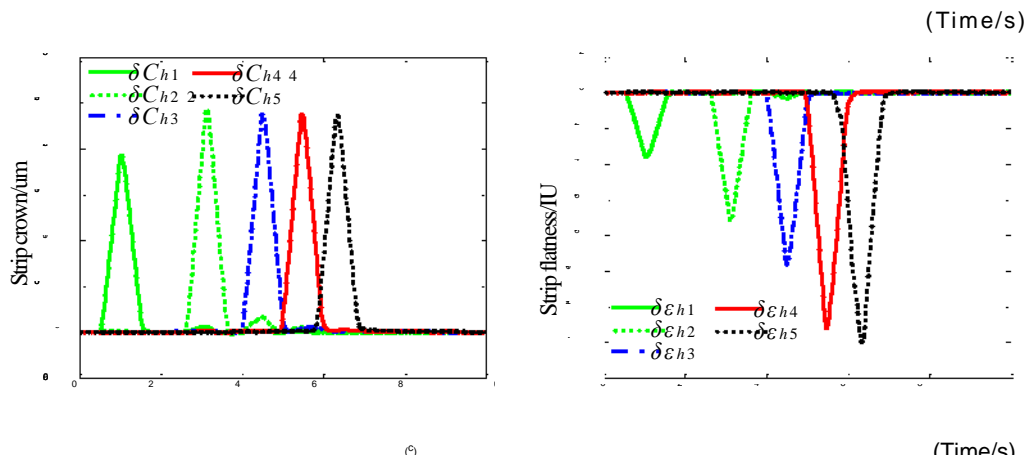 (Time/s)
δCh1 δCh4 4
δCh2 2 δCh5
δCh3
Strip crown/um
0 2 4 6 8
(c)
Strip flatness/IU
δεh1 δεh4
δεh2 δεh5
δεh3
(Time/s)